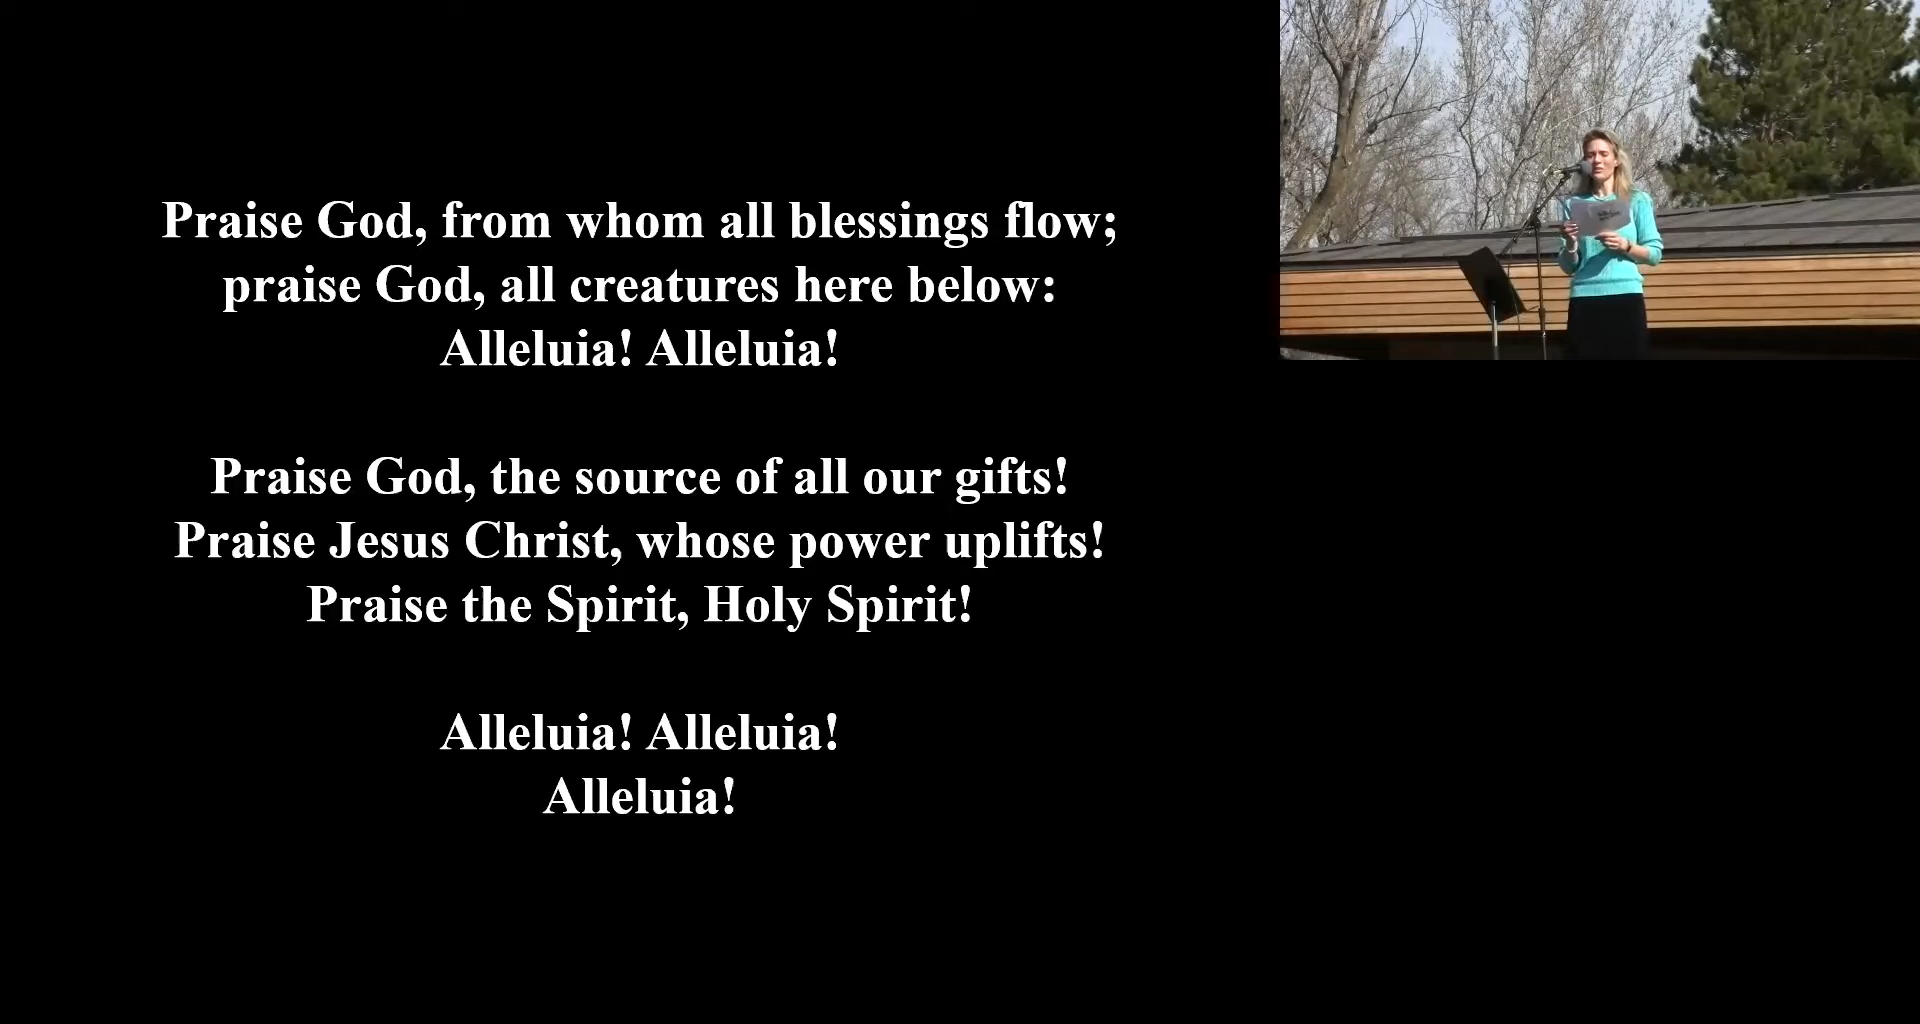 Praise God, from whom all blessings flow;
praise God, all creatures here below:
Alleluia! Alleluia!
Praise God, the source of all our gifts!
Praise Jesus Christ, whose power uplifts!
Praise the Spirit, Holy Spirit!
Alleluia! Alleluia!
Alleluia!